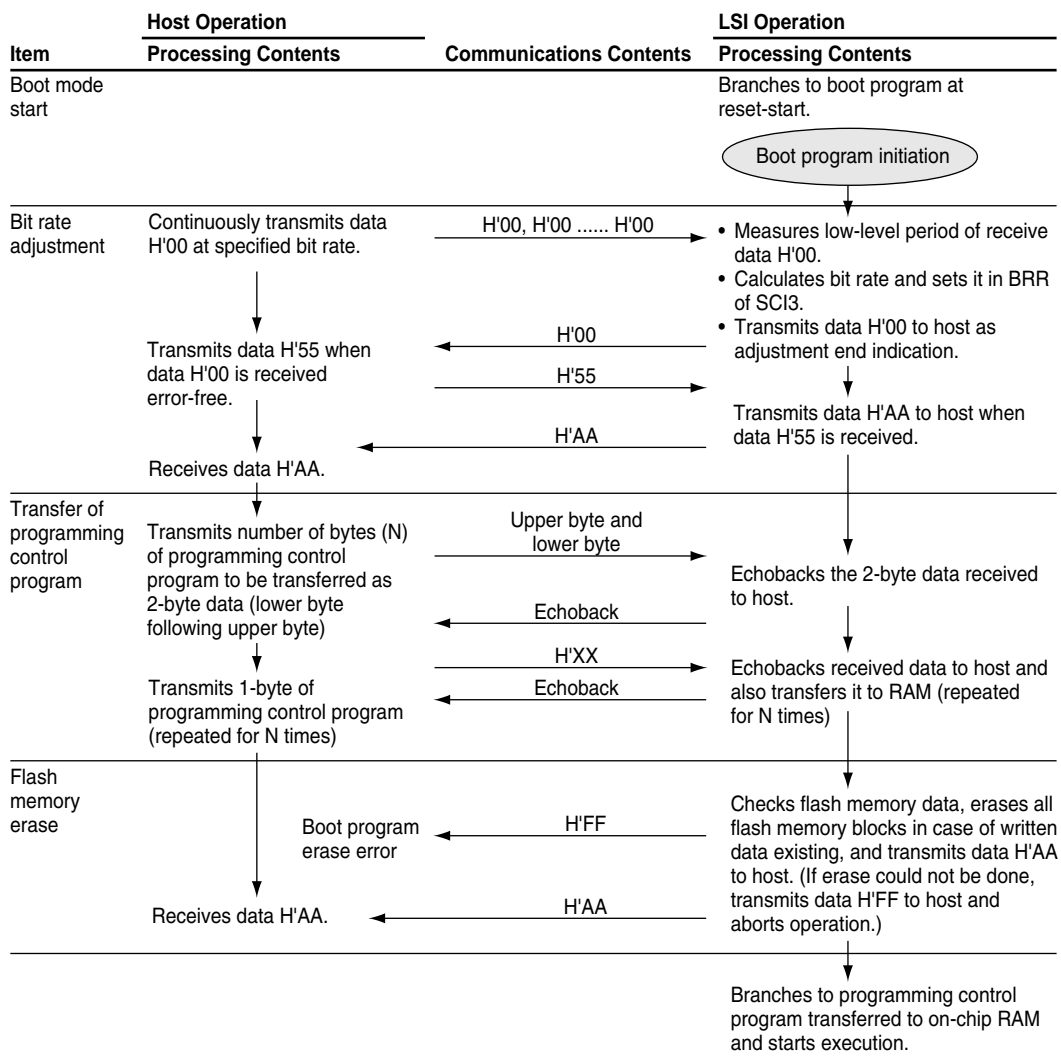 Host Operation
LSI Operation
Item
Processing Contents
Communications Contents
Processing Contents
Boot mode
start
Branches to boot program at
reset-start.
Boot program initiation
Bit rate
adjustment
Continuously transmits data
H'00 at specified bit rate.
H'00, H'00 ...... H'00
• Measures low-level period of receive
data H'00.
• Calculates bit rate and sets it in BRR
of SCI3.
• Transmits data H'00 to host as
adjustment end indication.
H'00
Transmits data H'55 when
data H'00 is received
error-free.
H'55
Transmits data H'AA to host when
data H'55 is received.
H'AA
Receives data H'AA.
Transfer of
programming
control
program
Transmits number of bytes (N)
of programming control
program to be transferred as
2-byte data (lower byte
following upper byte)
Upper byte and
lower byte
Echobacks the 2-byte data received
to host.
Echoback
H'XX
Transmits 1-byte of
programming control program
(repeated for N times)
Echoback
Echobacks received data to host and
also transfers it to RAM (repeated
for N times)
Flash
memory
erase
Boot program
erase error
H'FF
Checks flash memory data, erases all
flash memory blocks in case of written
data existing, and transmits data H'AA
to host. (If erase could not be done,
transmits data H'FF to host and
aborts operation.)
Receives data H'AA.
H'AA
Branches to programming control
program transferred to on-chip RAM
and starts execution.